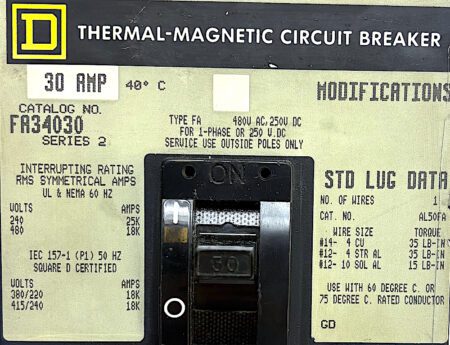 D
THERMAL-MAGNETIC CIRCUIT BREAKER
30 AMP 40° C
CATALOG NO.
FA34030
SERIES 2
TYPE FA 480V AC, 250V DC
FOR 1-PHASE OR 250 V.DC
SERVICE USE OUTSIDE POLES ONLY
MODIFICATIONS
INTERRUPTING RATING
RMS SYMMETRICAL AMPS
UL & NEMA 60 HZ
VOLTS AMPS
240 25K
480 18K
IEC 157-1 (P1) 50 HZ
SQUARE D CERTIFIED
VOLTS AMPS
380/220 18K
415/240 18K
ON
30
STD LUG DATA
NO. OF WIRES 1
CAT. NO. AL50FA
WIRE SIZE TORQUE
#14- 4 CU 35 LB-IN
#12- 4 STR AL 35 LB-IN
#12- 10 SOL AL 15 LB-IN
USE WITH 60 DEGREE C. OR
75 DEGREE C. RATED CONDUCTOR
GD